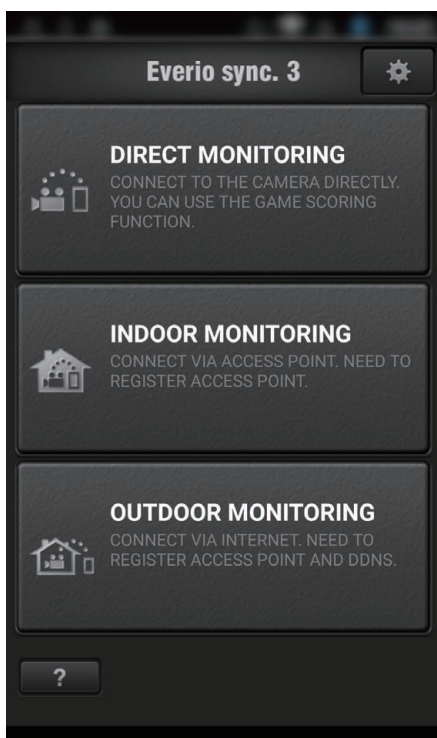 Everio sync. 3
DIRECT MONITORING
CONNECT TO THE CAMERA DIRECTLY.
YOU CAN USE THE GAME SCORING
FUNCTION.
INDOOR MONITORING
CONNECT VIA ACCESS POINT. NEED TO
REGISTER ACCESS POINT.
OUTDOOR MONITORING
CONNECT VIA INTERNET. NEED TO
REGISTER ACCESS POINT AND DDNS.
?